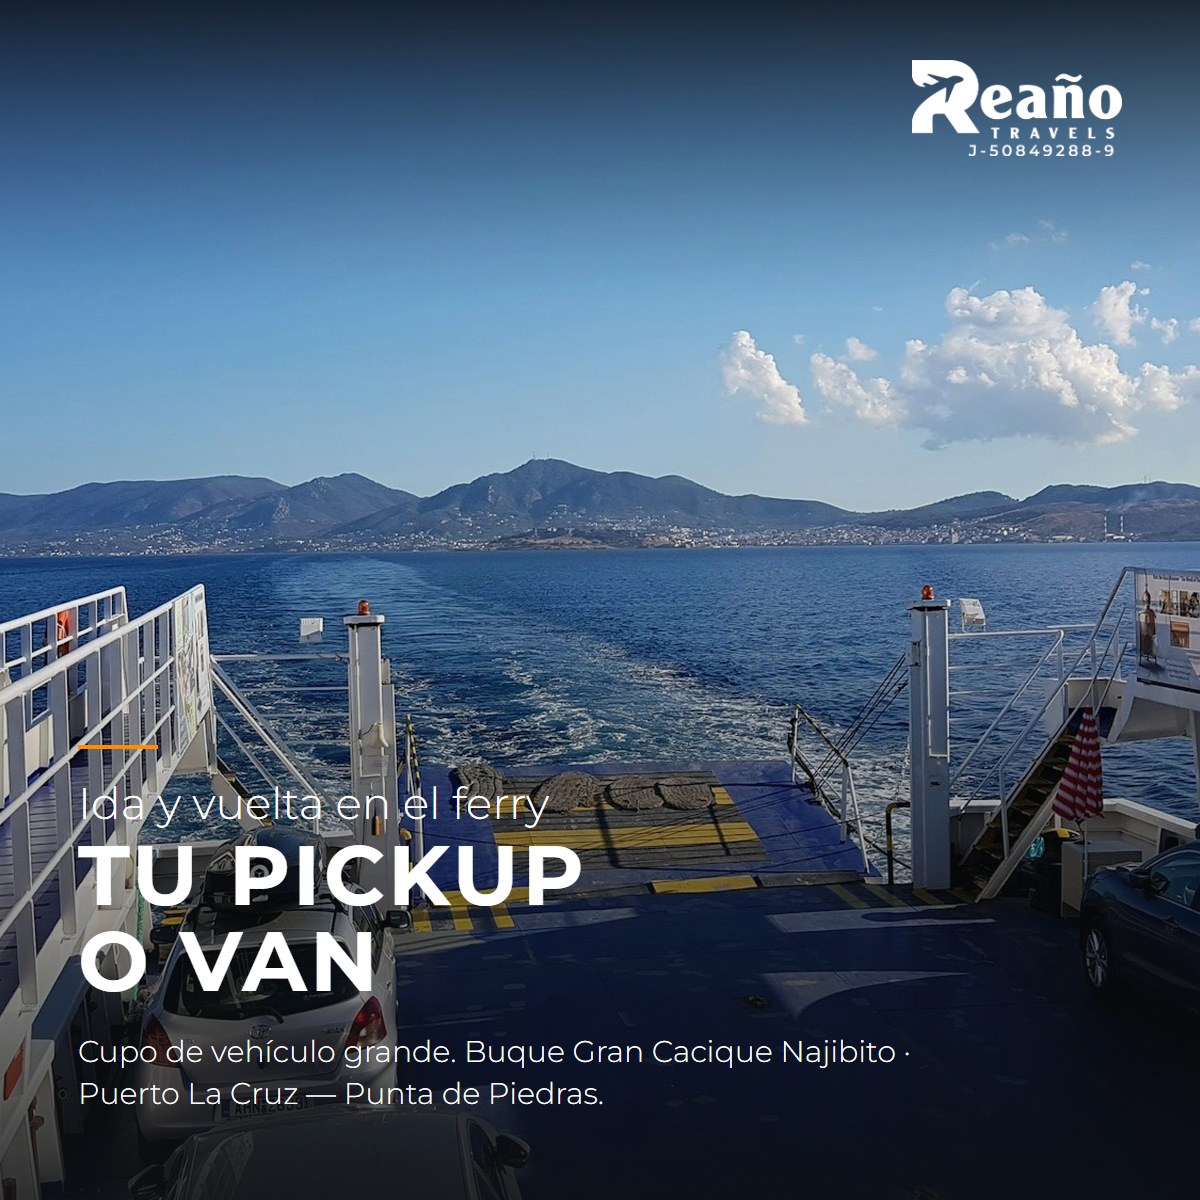 Reaño
TRAVELS
J-50849288-9
Ida y vuelta en el ferry
TU PICKUP
O VAN
Cupo de vehículo grande. Buque Gran Cacique Najibito ·
Puerto La Cruz — Punta de Piedras.